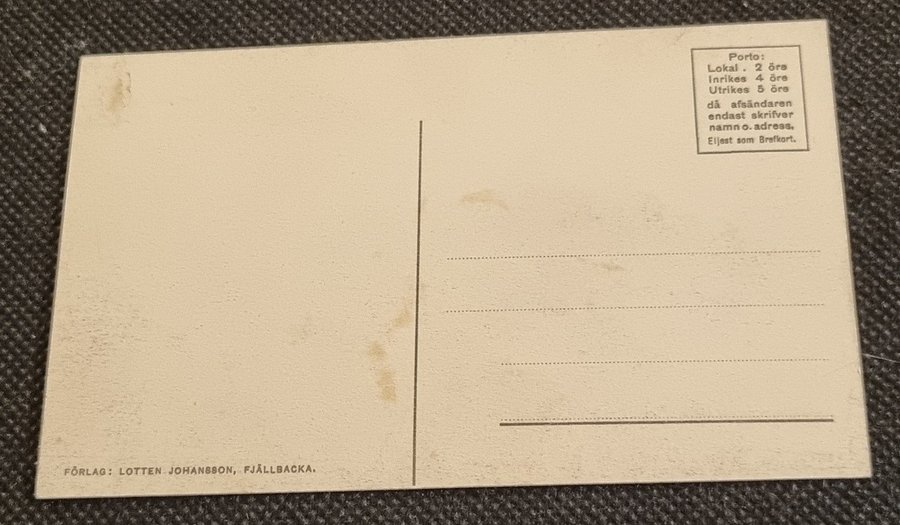 Porto:
Lokal . 2 öre
Inrikes 4 öre
Utrikes 5 öre
då afsändaren
endast skrifver
namn o. adress.
Eljest som Brefkort.
FÖRLAG: LOTTEN JOHANSSON, FJÄLLBACKA.